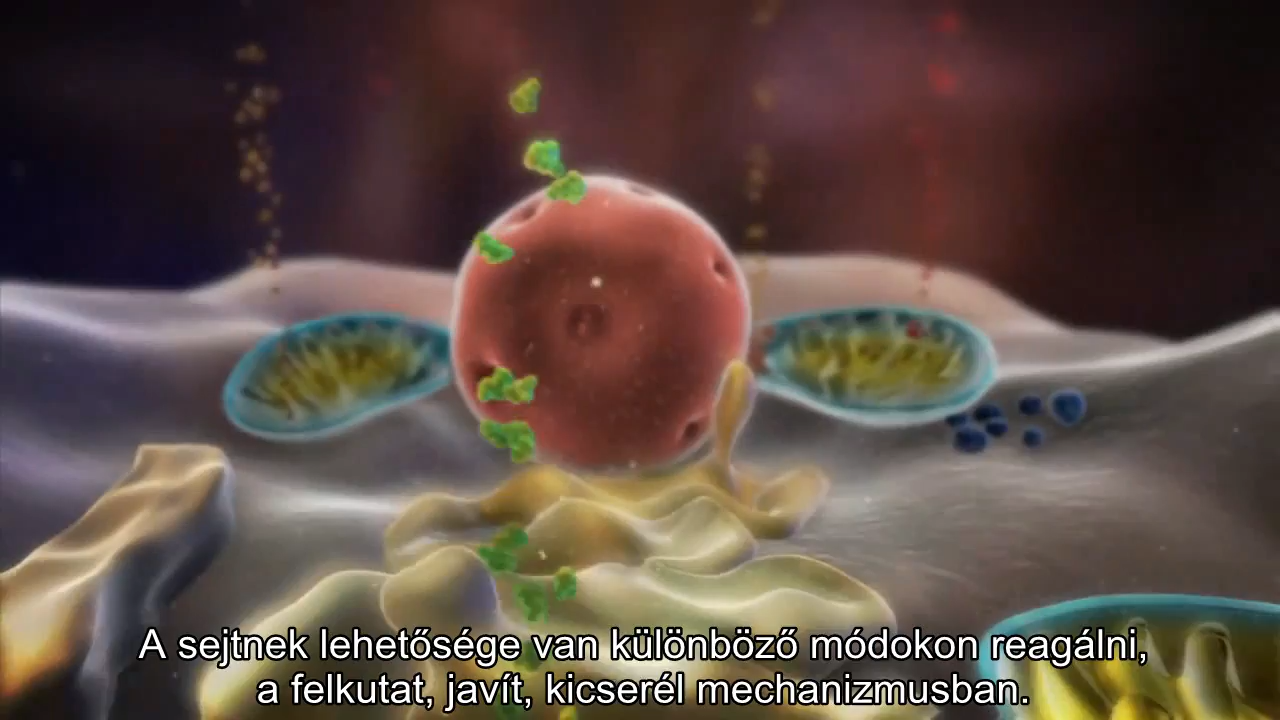 A sejtnek lehetősége van különböző módokon reagálni,
a felkutat, javít, kicserél mechanizmusban.